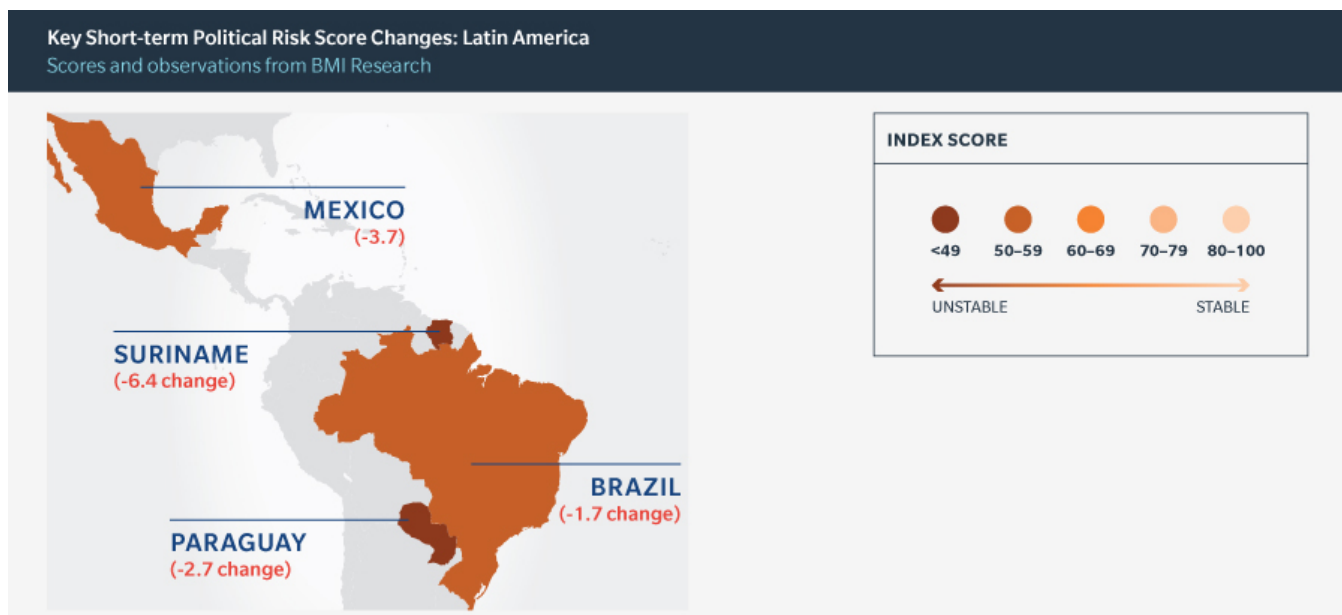 Key Short-term Political Risk Score Changes: Latin America
Scores and observations from BMI Research
INDEX SCORE
<49 50–59 60–69 70–79 80–100
UNSTABLE STABLE
MEXICO
(-3.7)
SURINAME
(-6.4 change)
BRAZIL
(-1.7 change)
PARAGUAY
(-2.7 change)